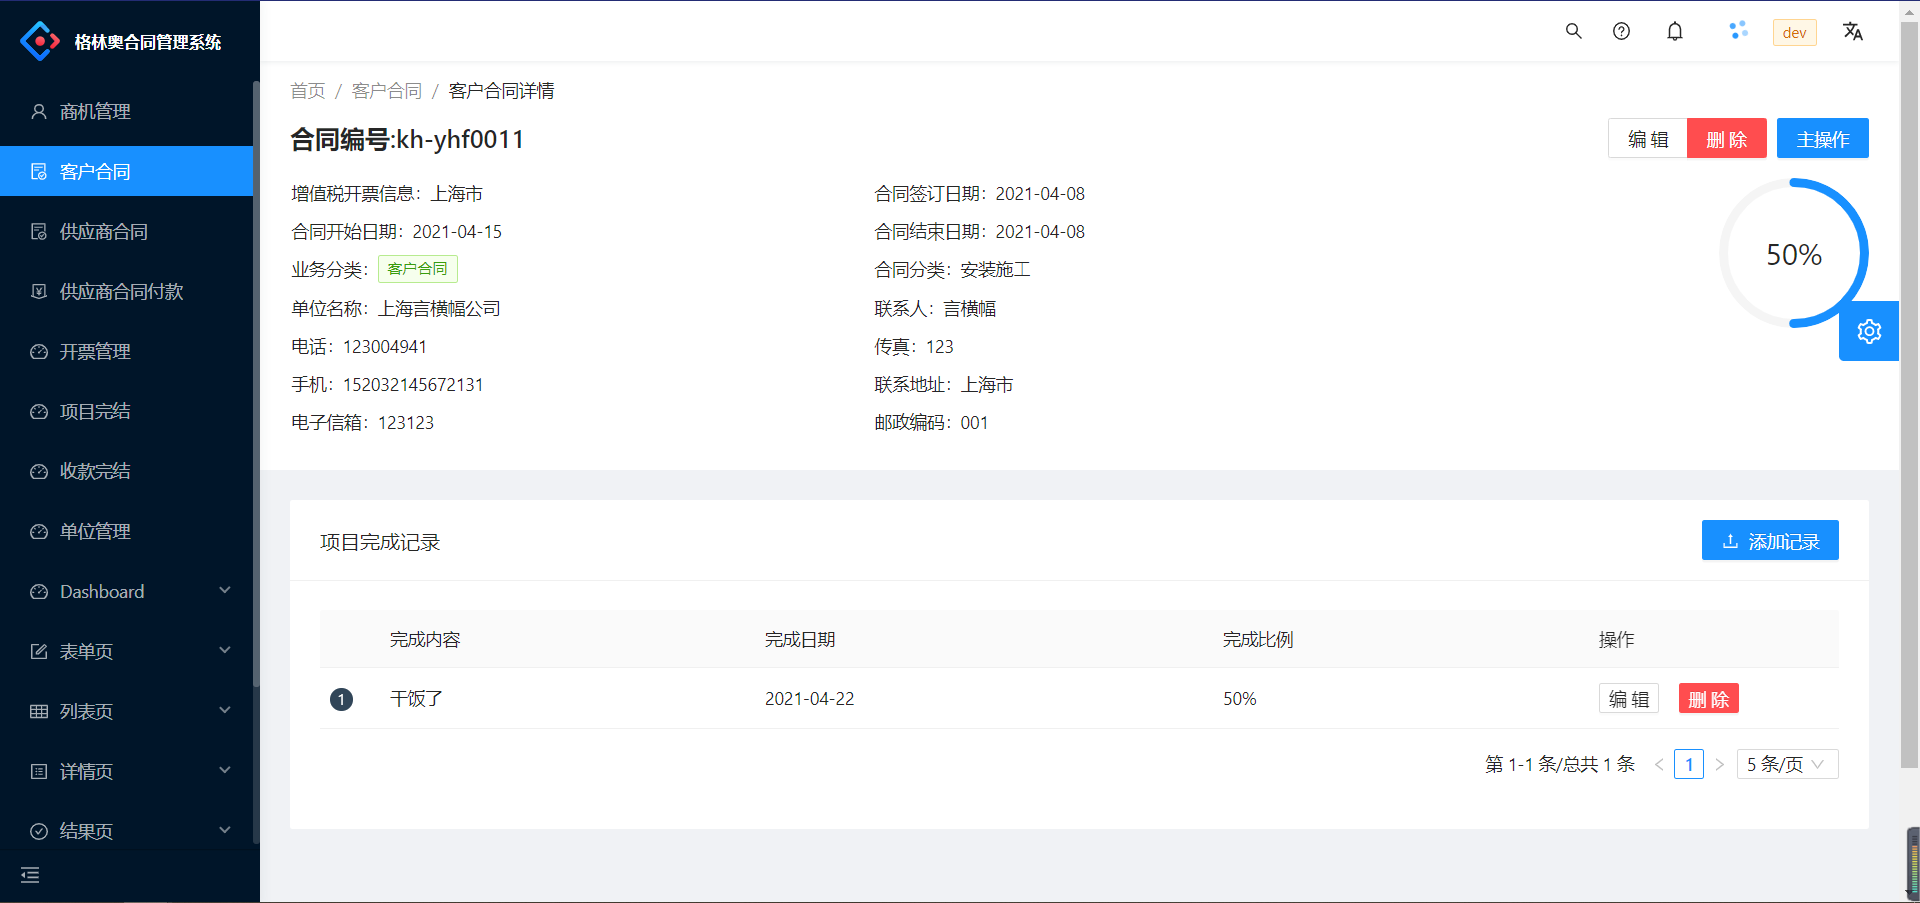 格林奥合同管理系统
商机管理
客户合同
供应商合同
供应商合同付款
开票管理
项目完结
收款完结
单位管理
Dashboard
表单页
列表页
详情页
结果页
dev
首页 / 客户合同 / 客户合同详情
合同编号:kh-yhf0011
编 辑 删 除 主操作
增值税开票信息：上海市 合同签订日期：2021-04-08
合同开始日期：2021-04-15 合同结束日期：2021-04-08
业务分类：客户合同 合同分类：安装施工
单位名称：上海言横幅公司 联系人：言横幅
电话：123004941 传真：123
手机：152032145672131 联系地址：上海市
电子信箱：123123 邮政编码：001
50%
项目完成记录 添加记录
完成内容 完成日期 完成比例 操作
1 干饭了 2021-04-22 50% 编 辑 删 除
第 1-1 条/总共 1 条 < 1 > 5 条/页